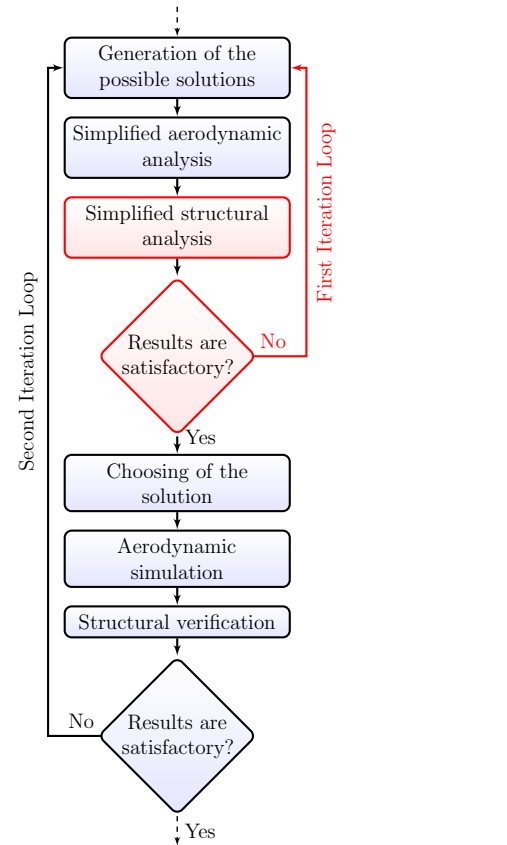 Generation of the
possible solutions
Simplified aerodynamic
analysis
Simplified structural
analysis
First Iteration Loop
Results are
satisfactory?
No
Yes
Second Iteration Loop
Choosing of the
solution
Aerodynamic
simulation
Structural verification
Results are
satisfactory?
No
Yes